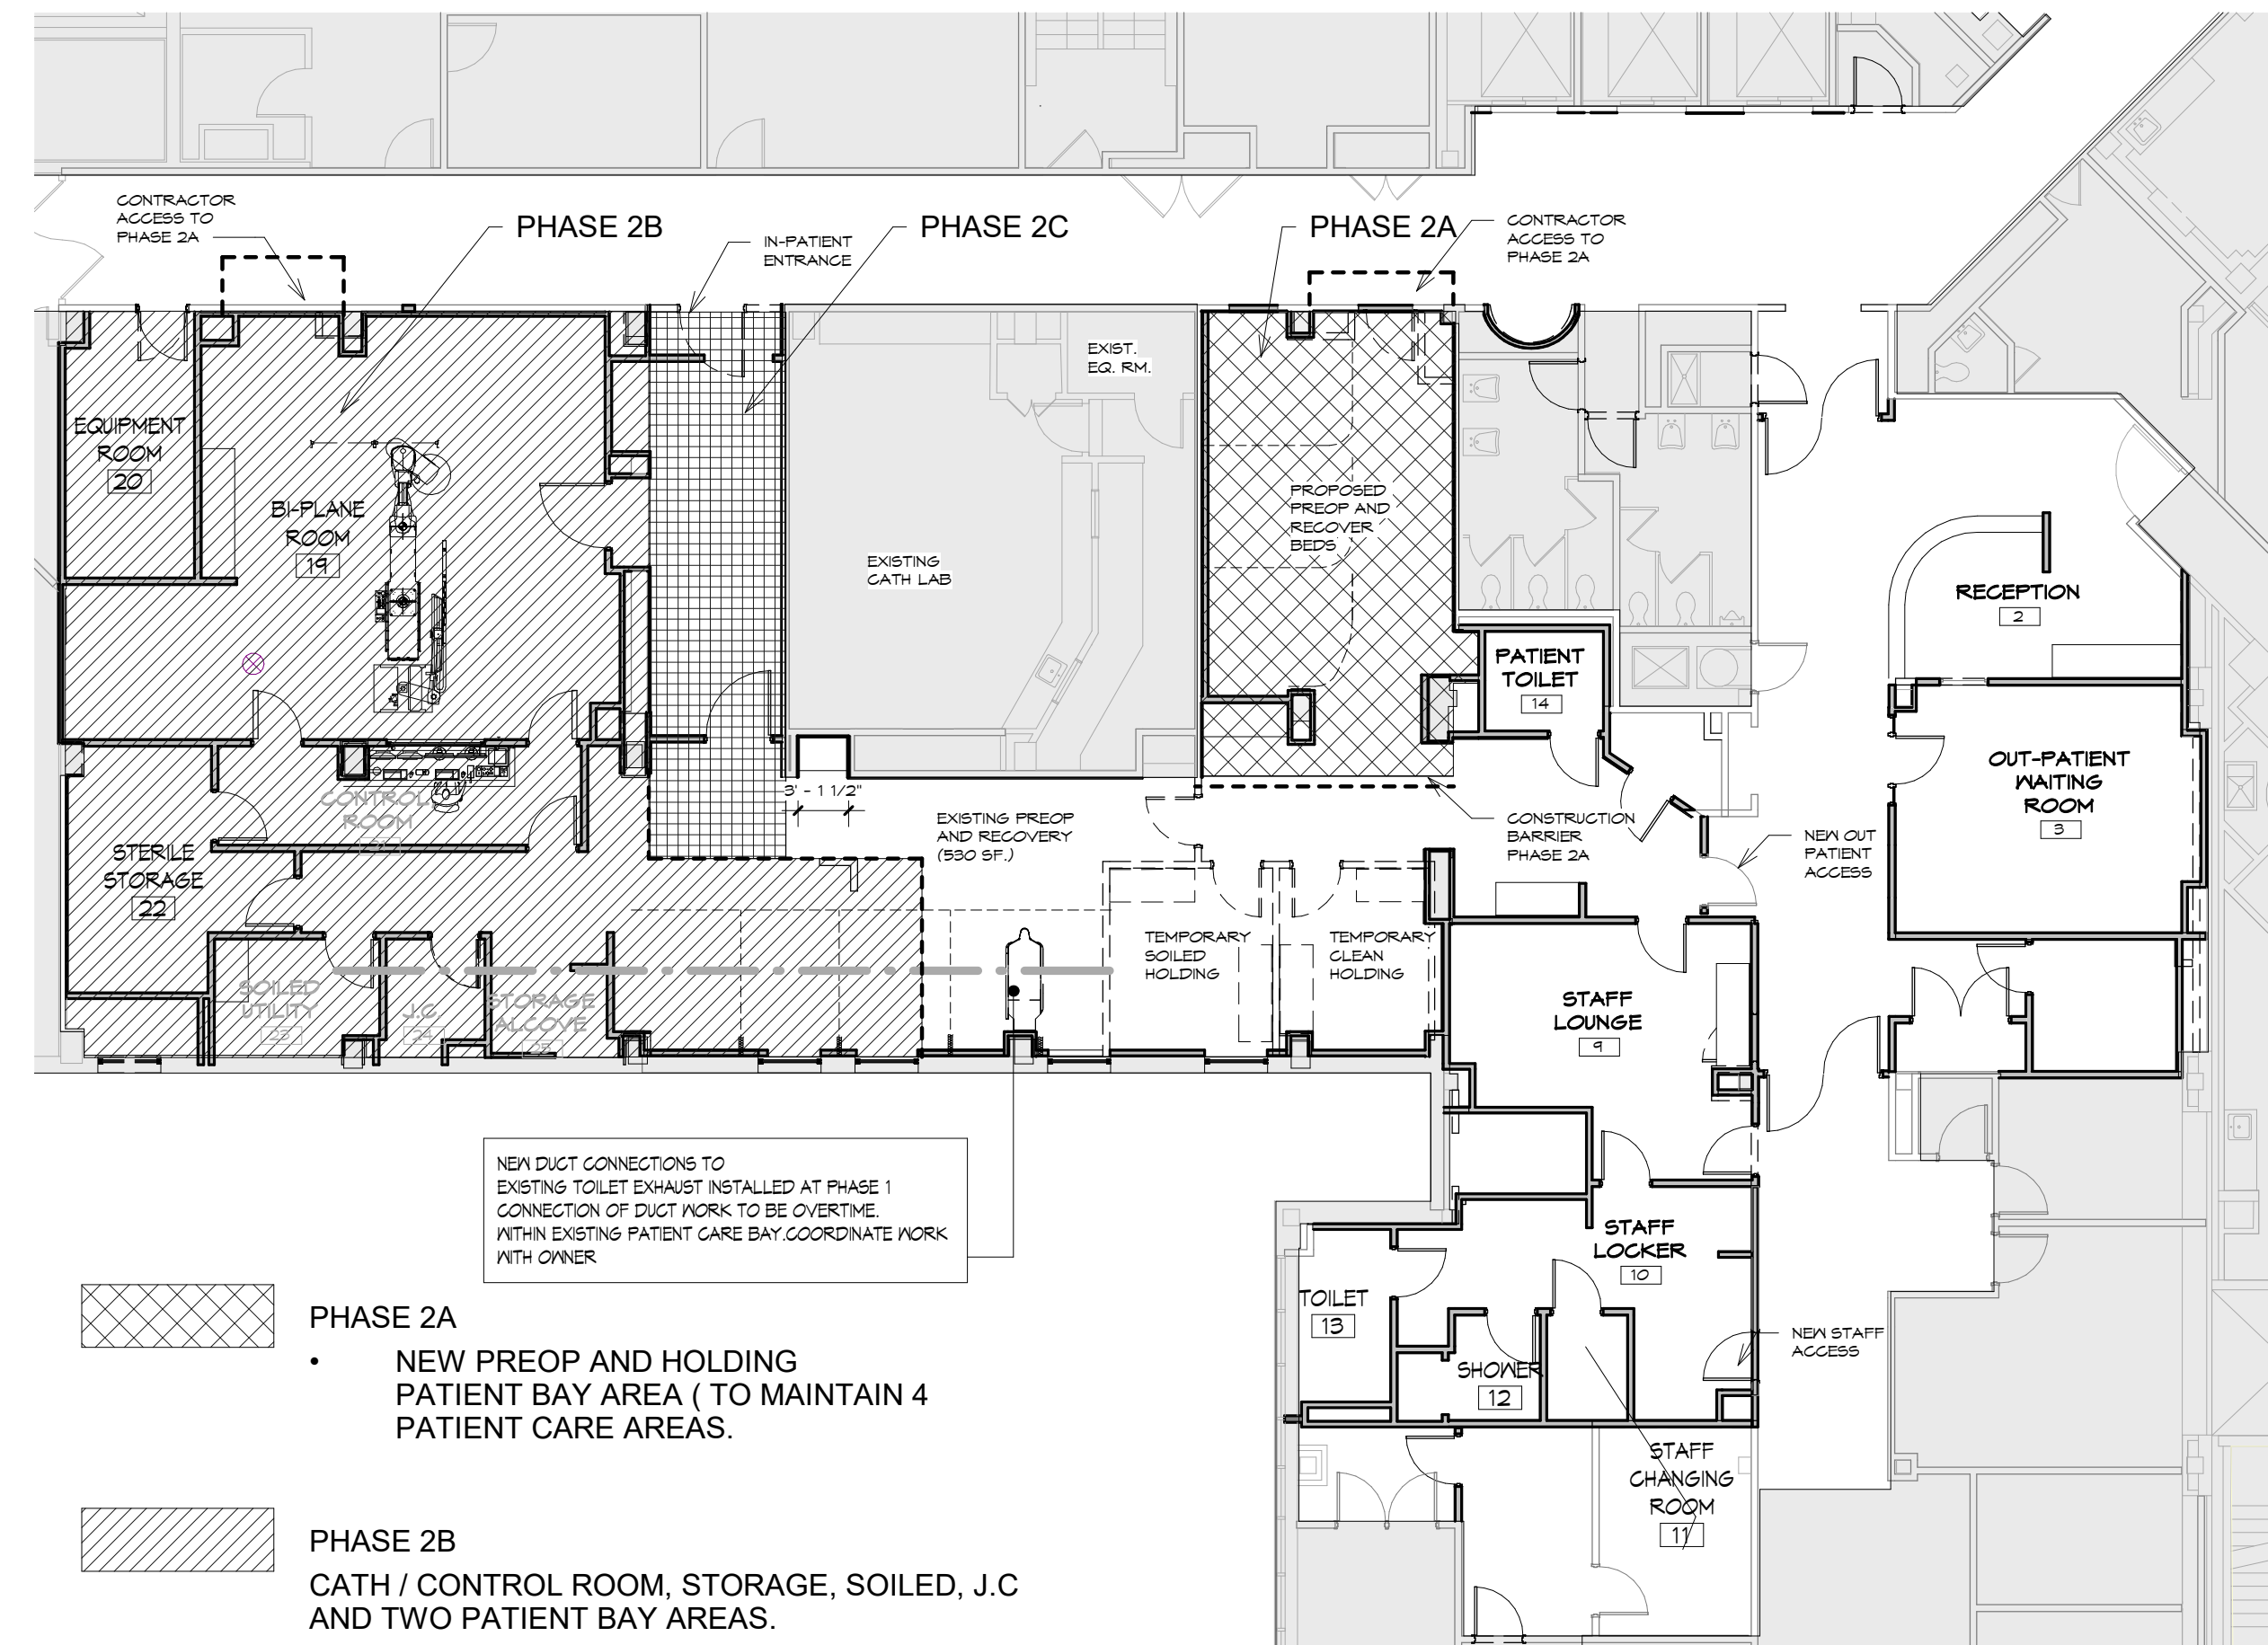 CONTRACTOR
ACCESS TO
PHASE 2A
PHASE 2B
IN-PATIENT
ENTRANCE
PHASE 2C
PHASE 2A
CONTRACTOR
ACCESS TO
PHASE 2A
EQUIPMENT
ROOM
20
BI-PLANE
ROOM
19
EXIST.
EQ. RM.
EXISTING
CATH LAB
PROPOSED
PREOP AND
RECOVER
BEDS
RECEPTION
2
PATIENT
TOILET
14
OUT-PATIENT
WAITING
ROOM
3
CONTROL
ROOM
STERILE
STORAGE
22
3' - 1 1/2"
EXISTING PREOP
AND RECOVERY
(530 SF.)
CONSTRUCTION
BARRIER
PHASE 2A
NEW OUT
PATIENT
ACCESS
TEMPORARY
SOILED
HOLDING
TEMPORARY
CLEAN
HOLDING
SOILED
UTILITY
23
J.C.
24
STORAGE
ALCOVE
25
STAFF
LOUNGE
9
NEW DUCT CONNECTIONS TO
EXISTING TOILET EXHAUST INSTALLED AT PHASE 1
CONNECTION OF DUCT WORK TO BE OVERTIME.
WITHIN EXISTING PATIENT CARE BAY.COORDINATE WORK
WITH OWNER
STAFF
LOCKER
10
TOILET
13
SHOWER
12
NEW STAFF
ACCESS
STAFF
CHANGING
ROOM
11
PHASE 2A
• NEW PREOP AND HOLDING
PATIENT BAY AREA ( TO MAINTAIN 4
PATIENT CARE AREAS.
PHASE 2B
CATH / CONTROL ROOM, STORAGE, SOILED, J.C
AND TWO PATIENT BAY AREAS.